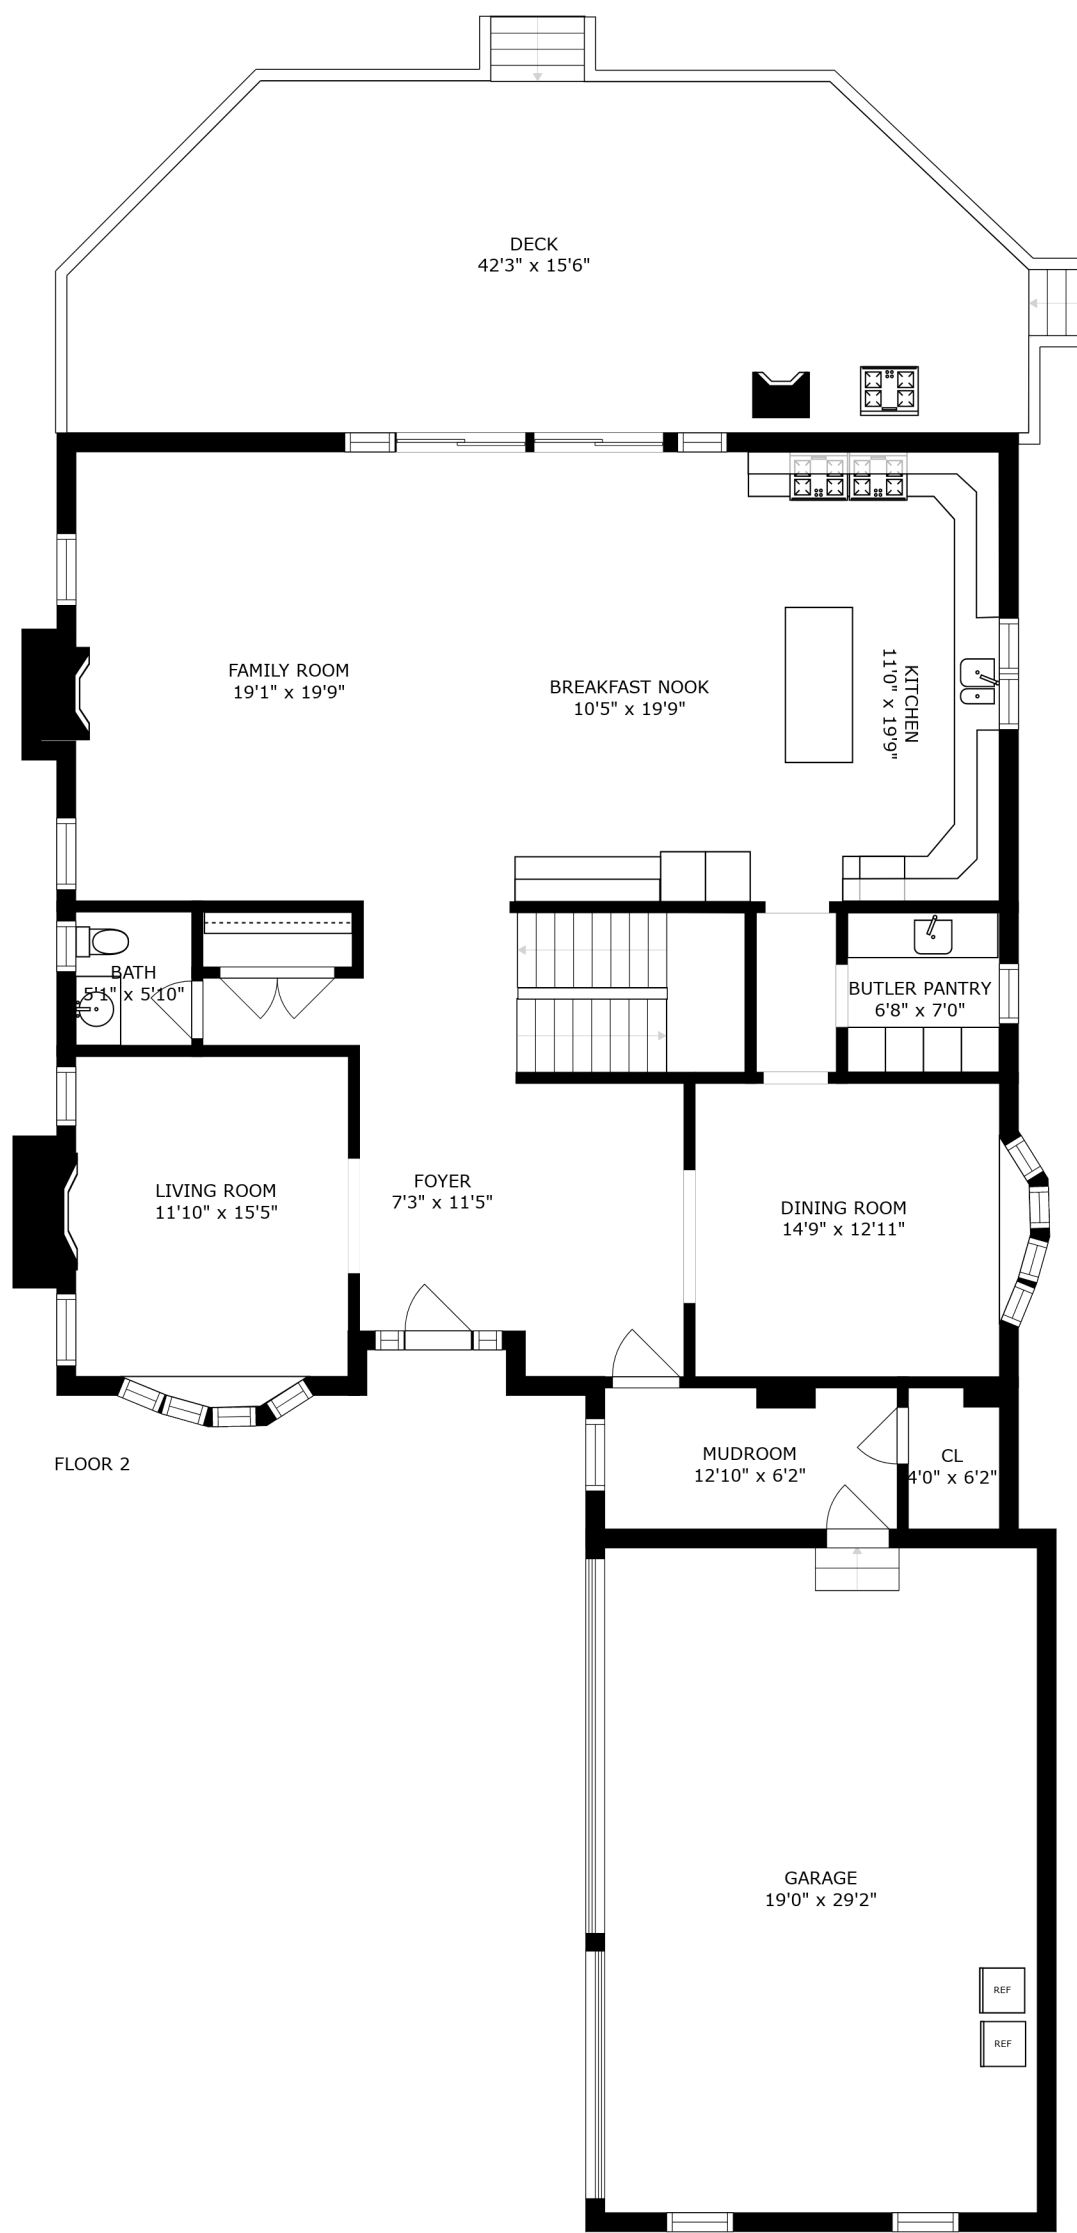 DECK
42'3" x 15'6"
FAMILY ROOM
19'1" x 19'9"
BREAKFAST NOOK
10'5" x 19'9"
KITCHEN
11'0" x 19'9"
BATH
5'1" x 5'10"
BUTLER PANTRY
6'8" x 7'0"
LIVING ROOM
11'10" x 15'5"
FOYER
7'3" x 11'5"
DINING ROOM
14'9" x 12'11"
FLOOR 2
MUDROOM
12'10" x 6'2"
CL
4'0" x 6'2"
GARAGE
19'0" x 29'2"
REF
REF